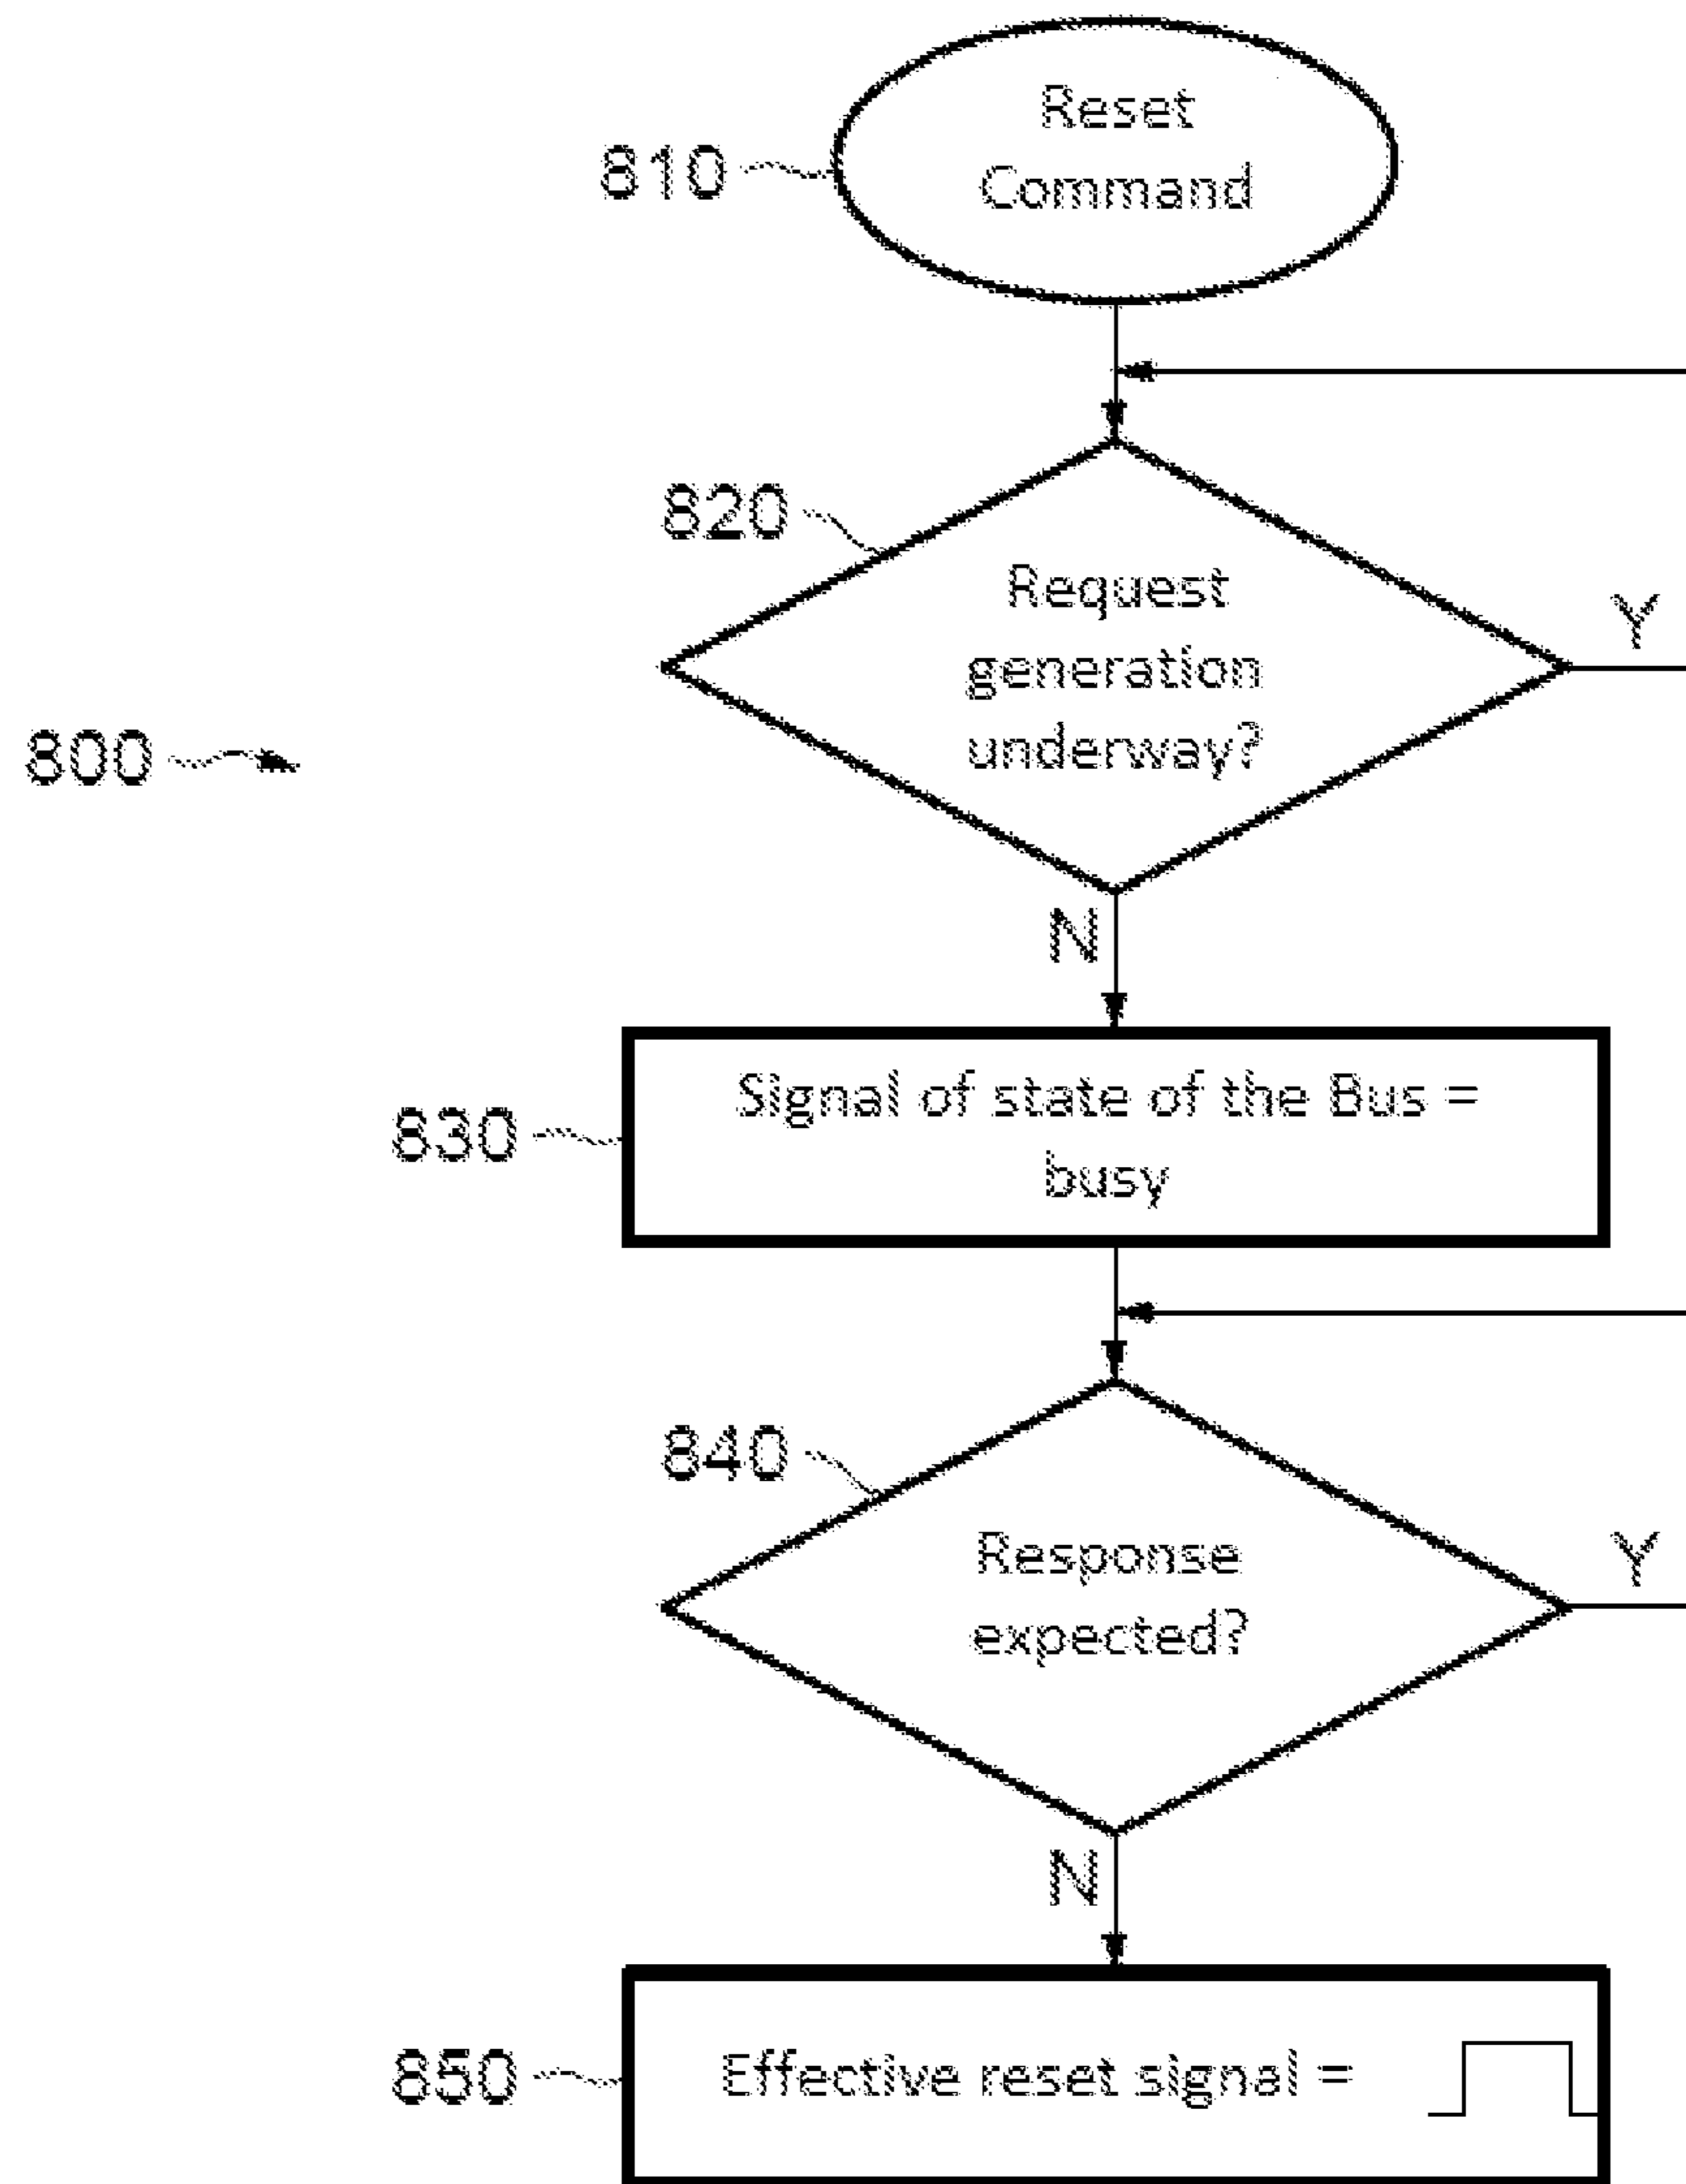 Reset
Command
810
820
Request
generation
underway?
Y
800
N
Signal of state of the Bus =
busy
830
840
Response
expected?
Y
N
850
Effective reset signal =